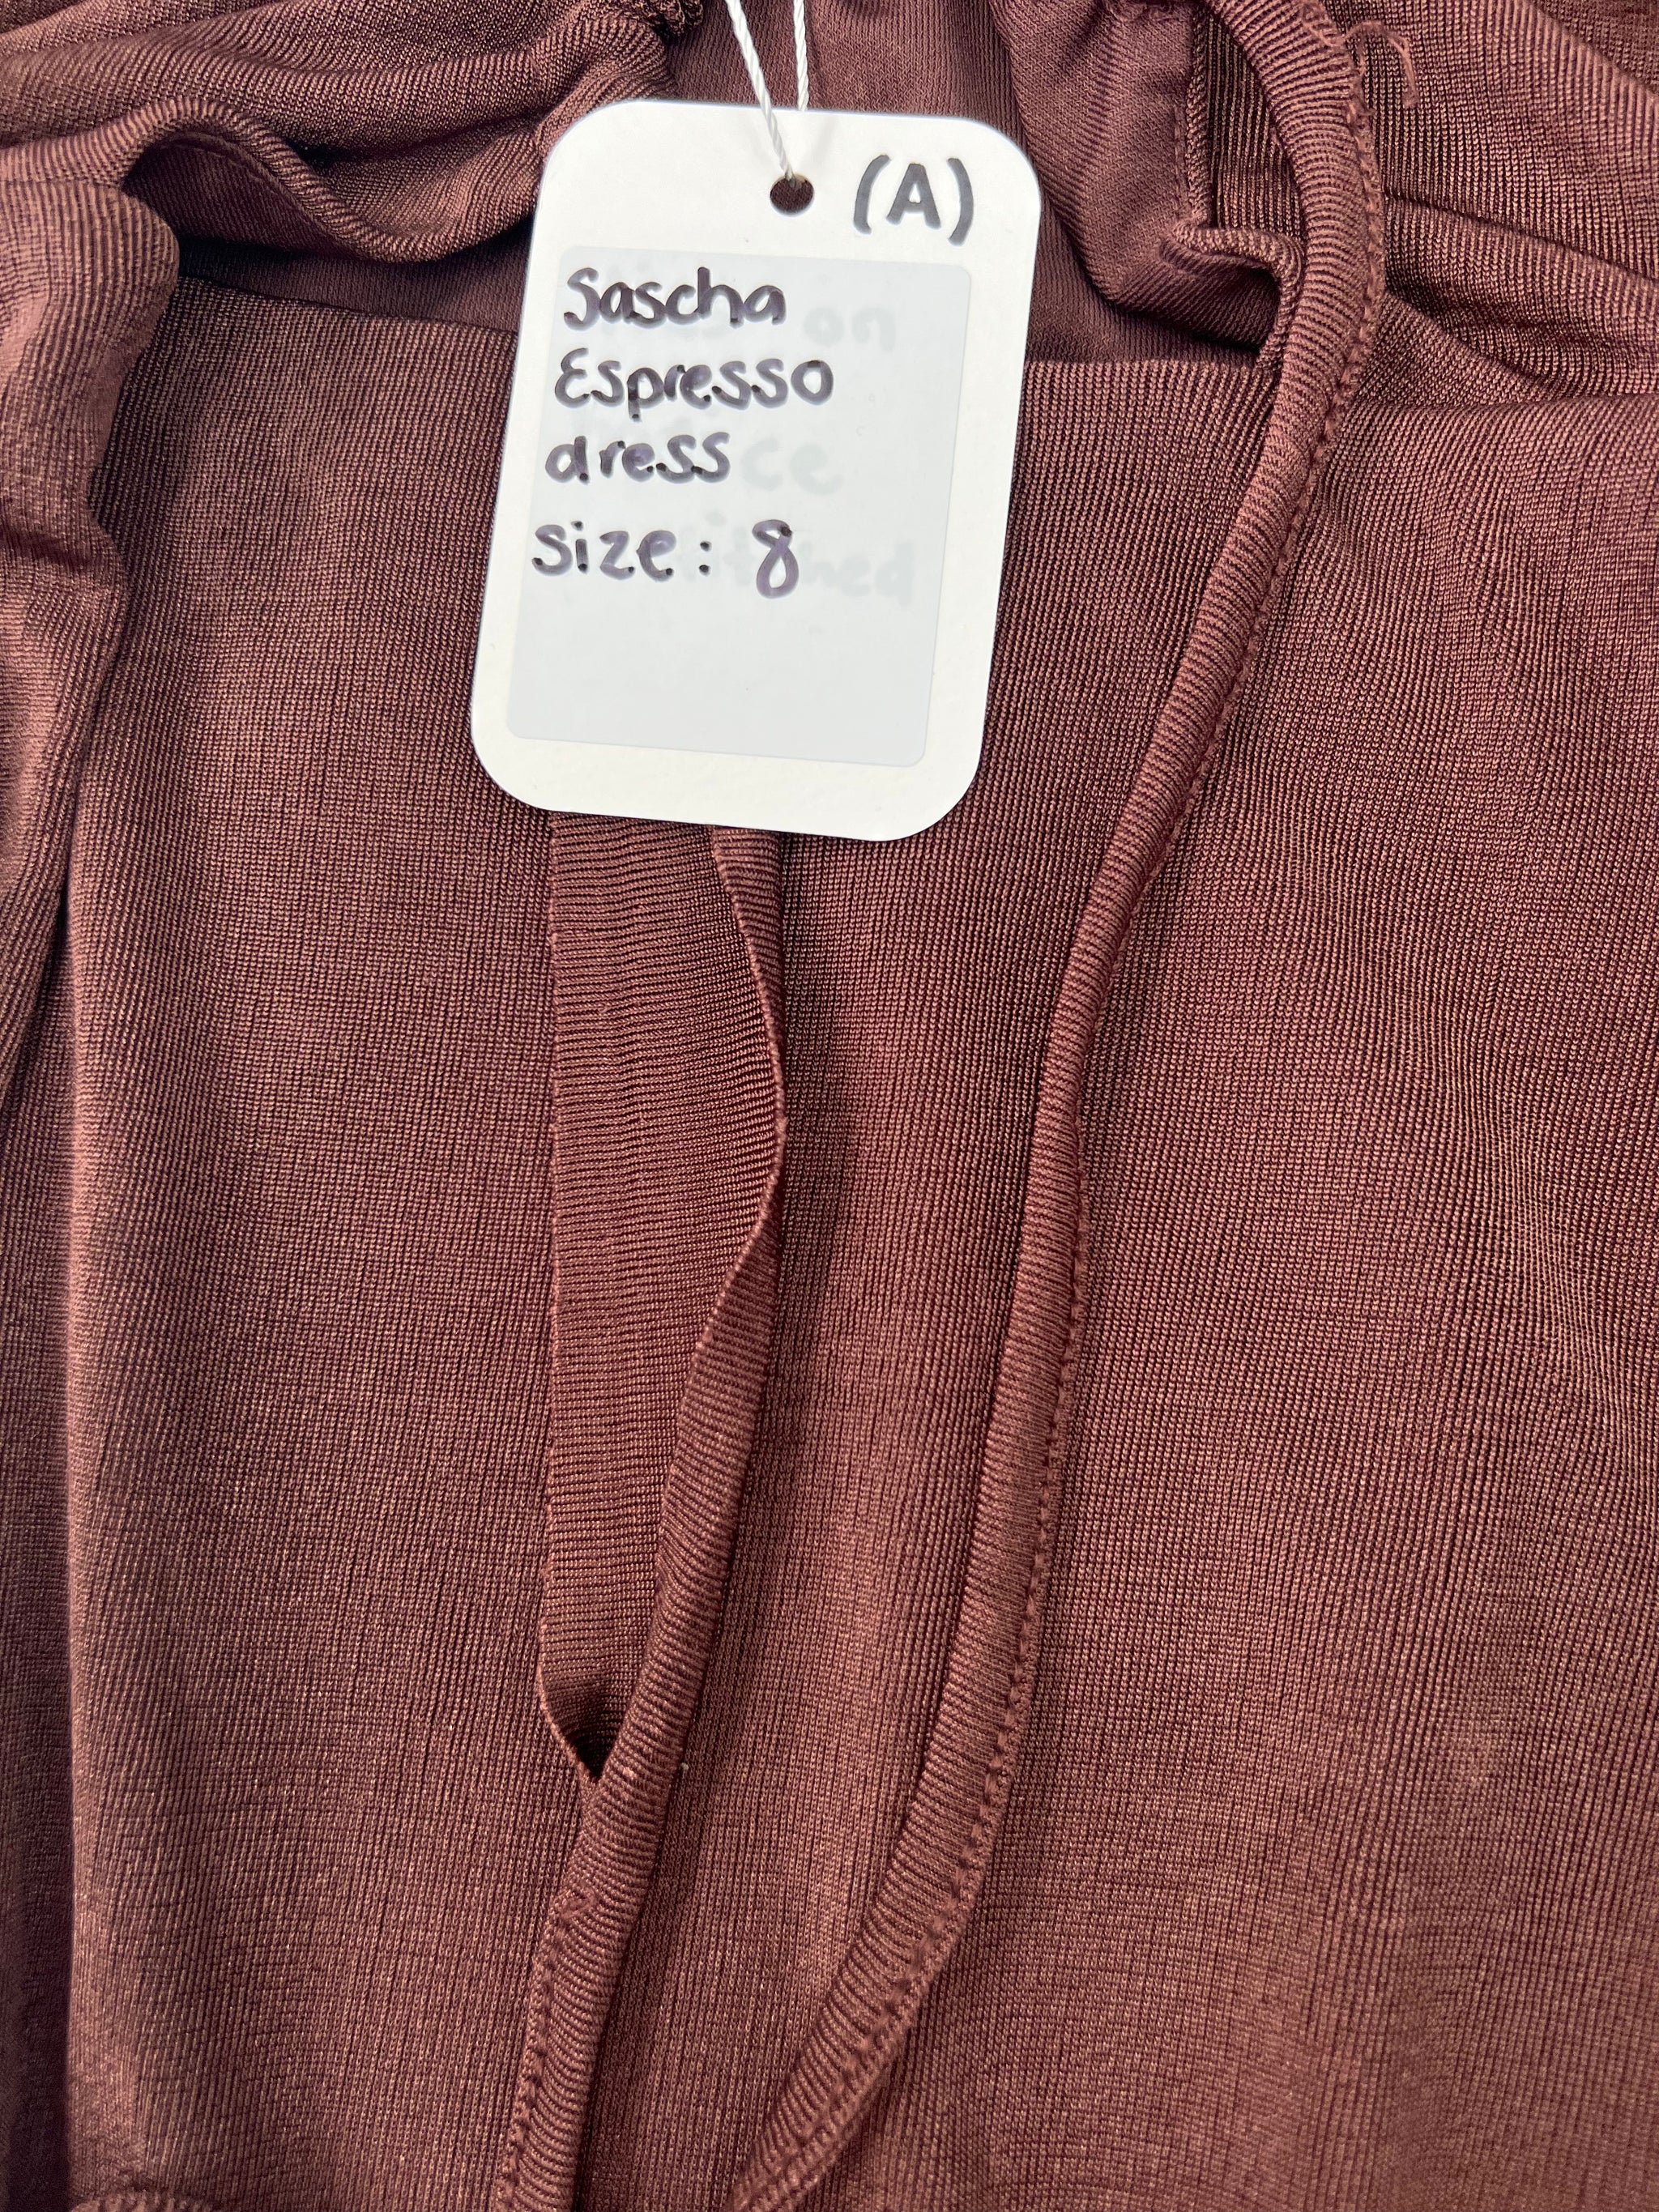 (A)
Sascha
Espresso
dress
size: 8